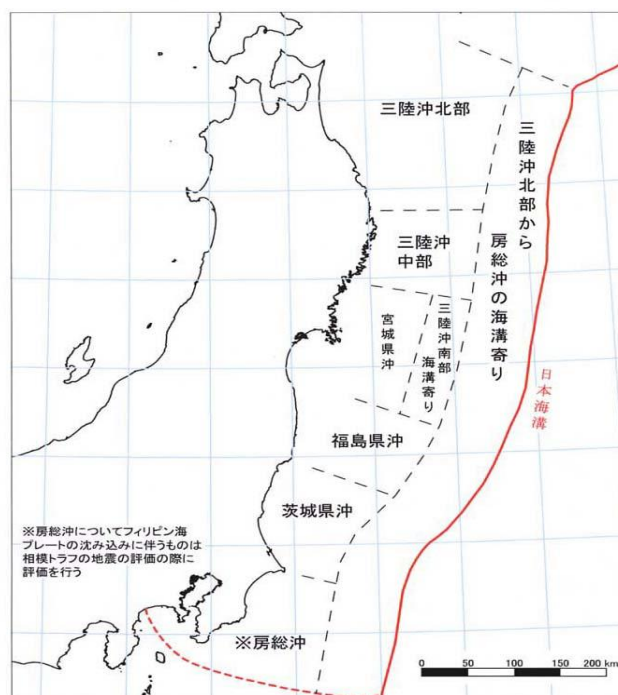 三陸沖北部
三陸沖北部から
房総沖の海溝寄り
三陸沖
中部
宮城県沖
三陸沖南部
海溝寄り
日本海溝
福島県沖
茨城県沖
※房総沖についてフィリピン海
プレートの沈み込みに伴うものは
相模トラフの地震の評価の際に
評価を行う
※房総沖
0 50 100 150 200 km